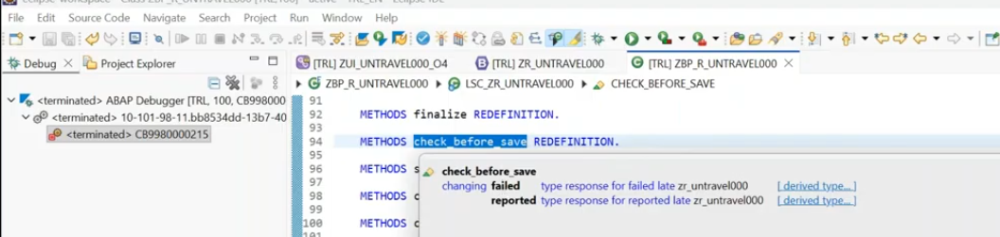 File Edit Source Code Navigate Search Project Run Window Help
Debug Project Explorer
[TRL] ZUI_UNTRAVEL000_O4 [TRL] ZR_UNTRAVEL000 [TRL] ZBP_R_UNTRAVEL000
ZBP_R_UNTRAVEL000 LSC_ZR_UNTRAVEL000 CHECK_BEFORE_SAVE
<terminated> ABAP Debugger [TRL, 100, CB998000
<terminated> 10-101-98-11.bb8534dd-13b7-40
<terminated> CB9980000215
91
92 METHODS finalize REDEFINITION.
93
94 METHODS check_before_save REDEFINITION.
95
96 METHODS s
97
98 METHODS c
99
100 METHODS c
check_before_save
changing failed type response for failed late zr_untravel000 [ derived type... ]
reported type response for reported late zr_untravel000 [ derived type... ]